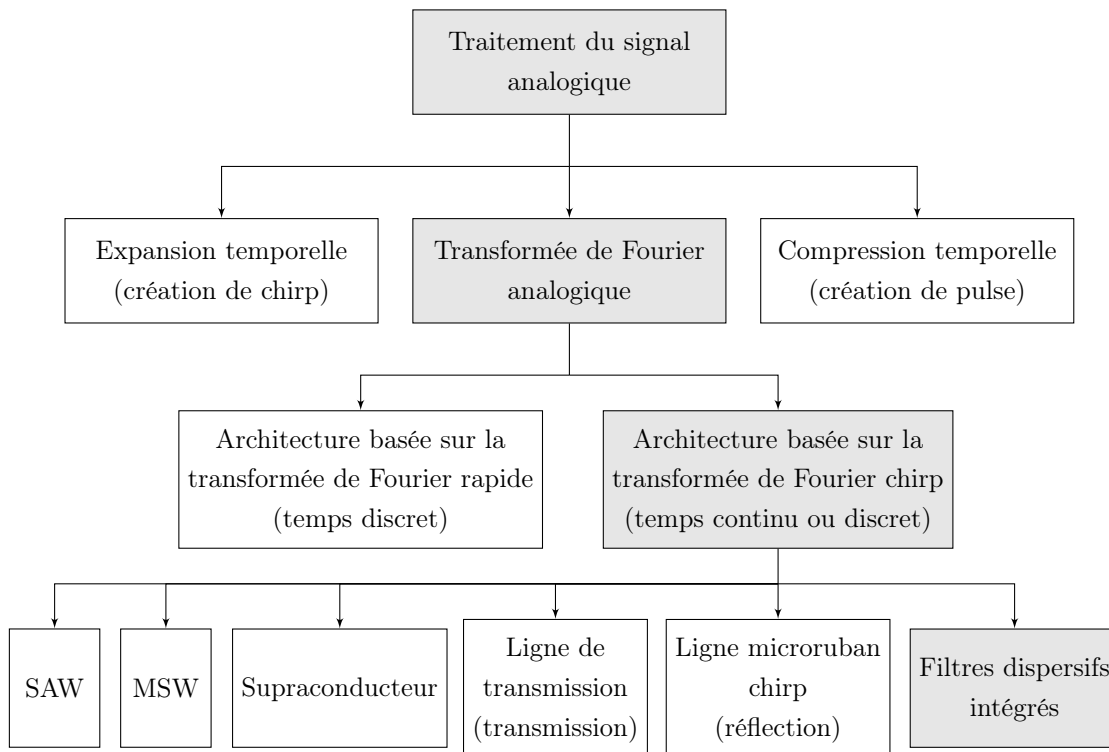 Traitement du signal
analogique
Expansion temporelle
(création de chirp)
Transformée de Fourier
analogique
Compression temporelle
(création de pulse)
Architecture basée sur la
transformée de Fourier rapide
(temps discret)
Architecture basée sur la
transformée de Fourier chirp
(temps continu ou discret)
SAW
MSW
Supraconducteur
Ligne de
transmission
(transmission)
Ligne microruban
chirp
(réflection)
Filtres dispersifs
intégrés